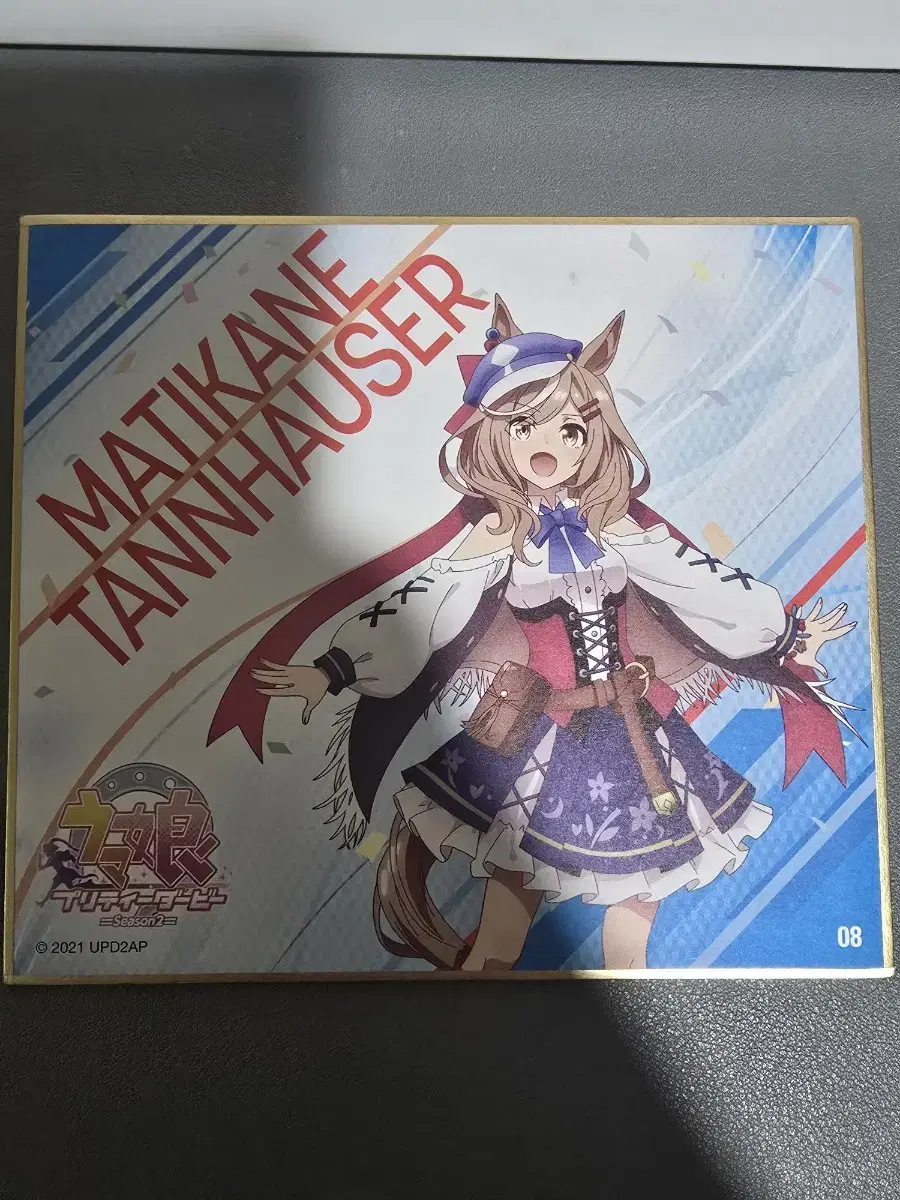 MATIKANE
TANNHAUSER
ウマ娘
プリティーダービー
Season2
© 2021 UPD2AP
08